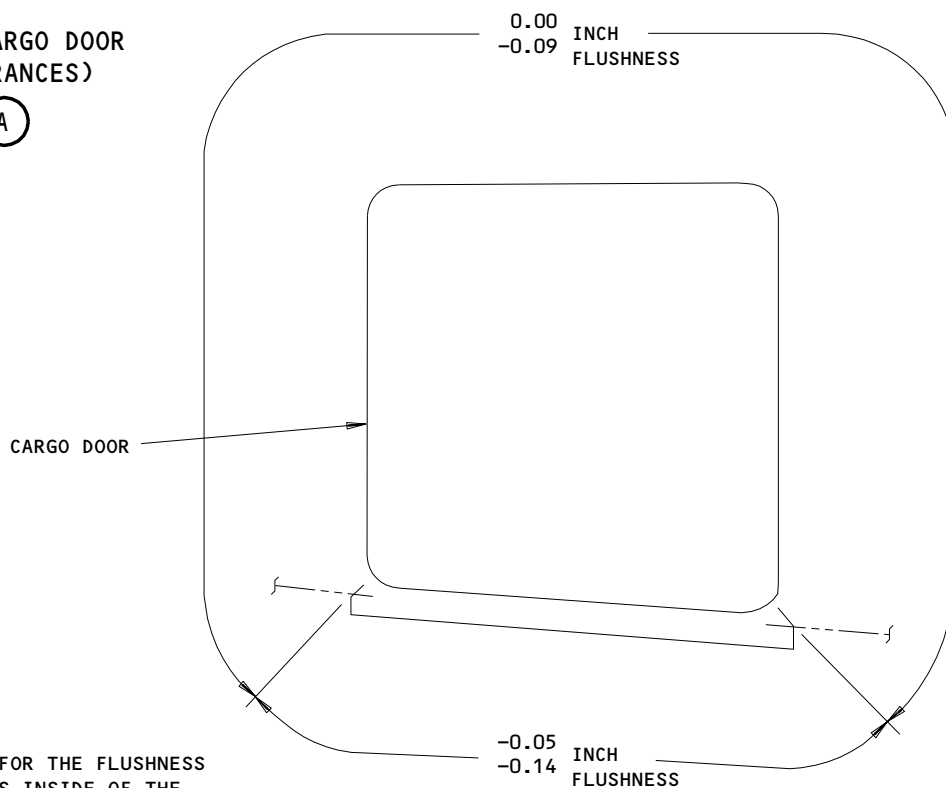 ARGO DOOR
RANCES)
A
0.00
-0.09
INCH
FLUSHNESS
CARGO DOOR
-0.05
-0.14
INCH
FLUSHNESS
FOR THE FLUSHNESS
S INSIDE OF THE